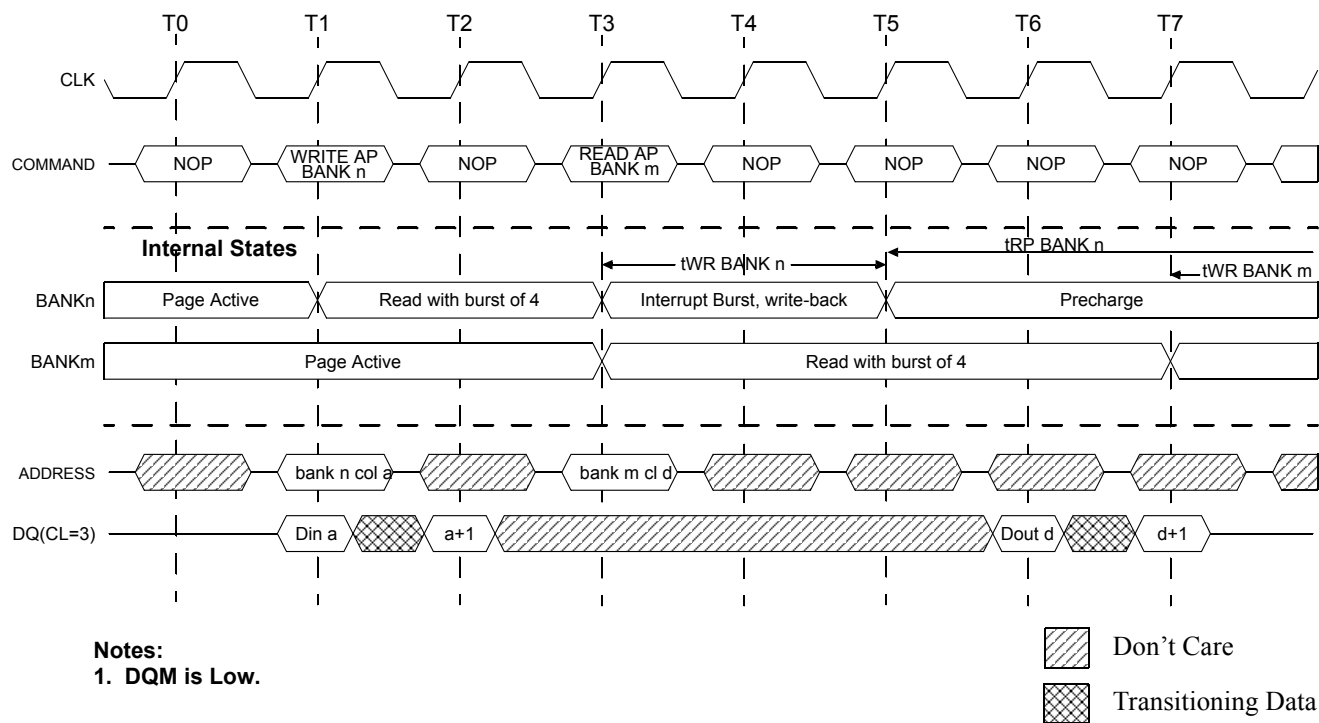 T0 T1 T2 T3 T4 T5 T6 T7
CLK
COMMAND NOP WRITE AP BANK n NOP READ AP BANK m NOP NOP NOP NOP
Internal States
tRP BANK n
tWR BANK n
tWR BANK m
BANKn Page Active Read with burst of 4 Interrupt Burst, write-back Precharge
BANKm Page Active Read with burst of 4
ADDRESS bank n col a bank m cl d
DQ(CL=3) Din a a+1 Dout d d+1
Notes:
1. DQM is Low.
Don't Care
Transitioning Data